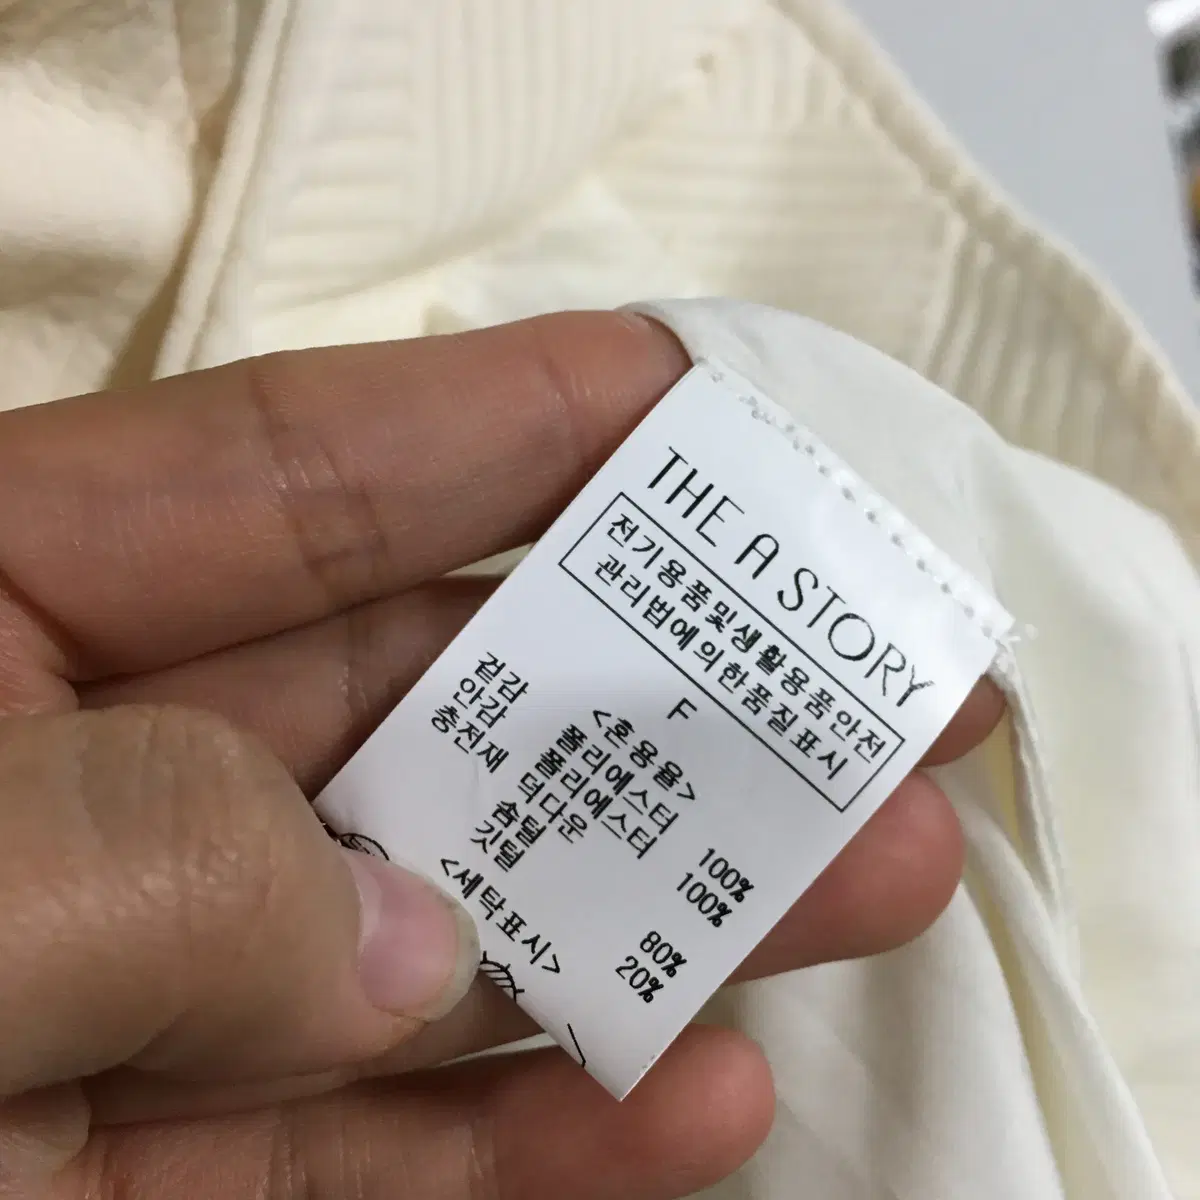 THE A STORY
전기용품및생활용품안전
관리법에의한품질표시
F
<혼용율>
겉감 폴리에스터 100%
안감 폴리에스터 100%
충전재 덕다운
솜털 80%
깃털 20%
<세탁표시>